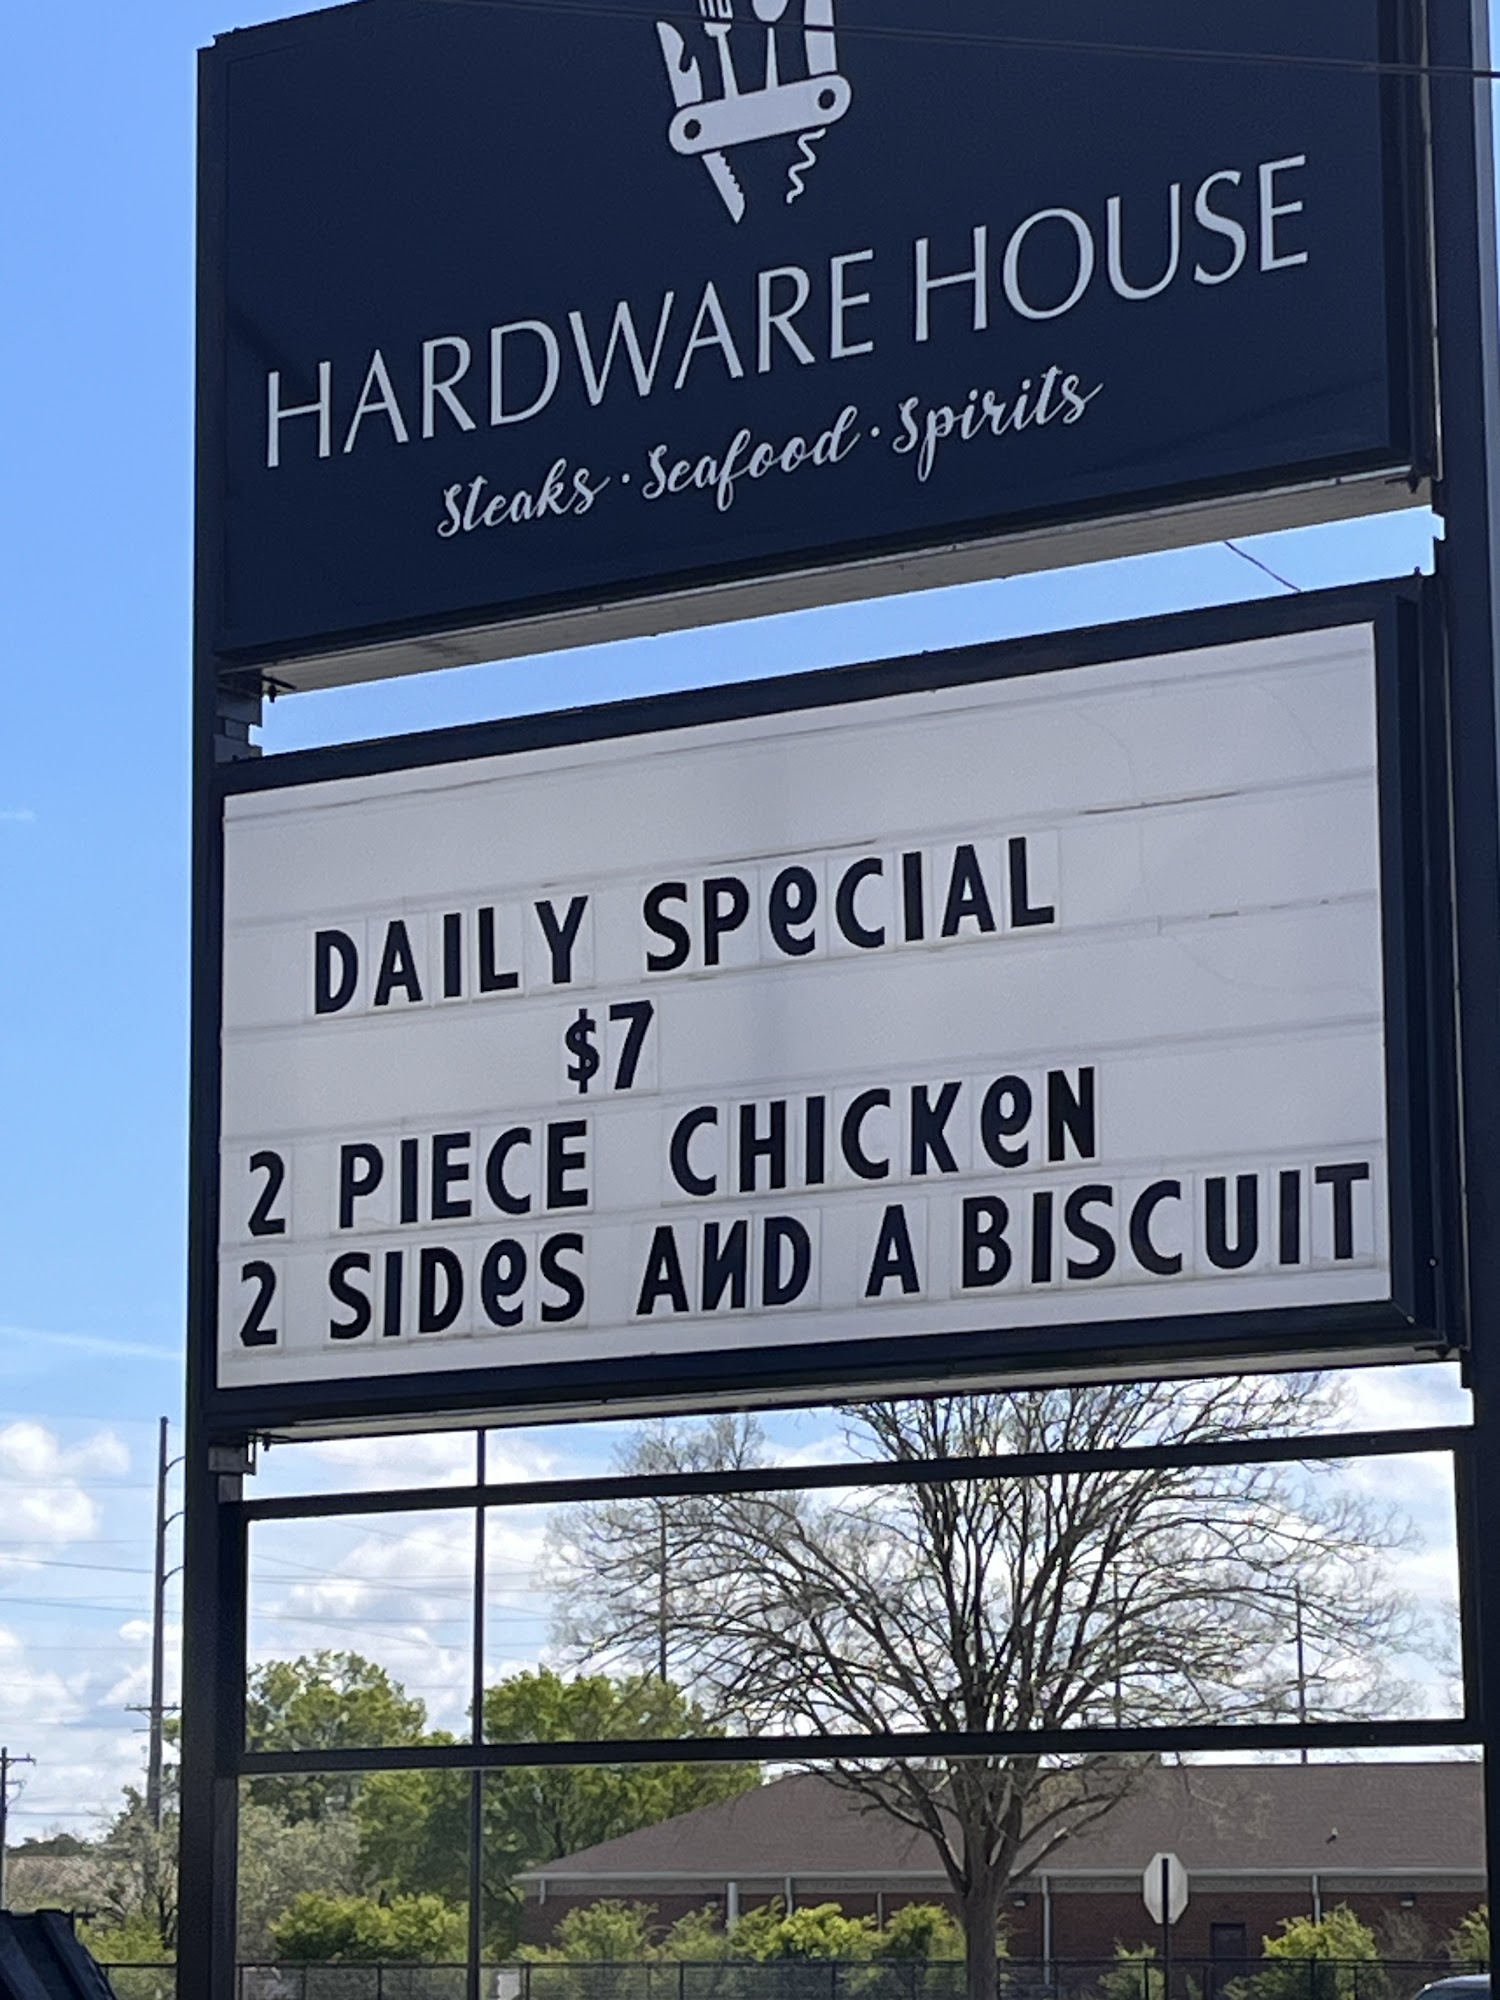 HARDWARE HOUSE
Steaks · Seafood · Spirits
DAILY SPeCIAL
$7
2 PIECE CHICKeN
2 SIDeS AND A BISCUIT